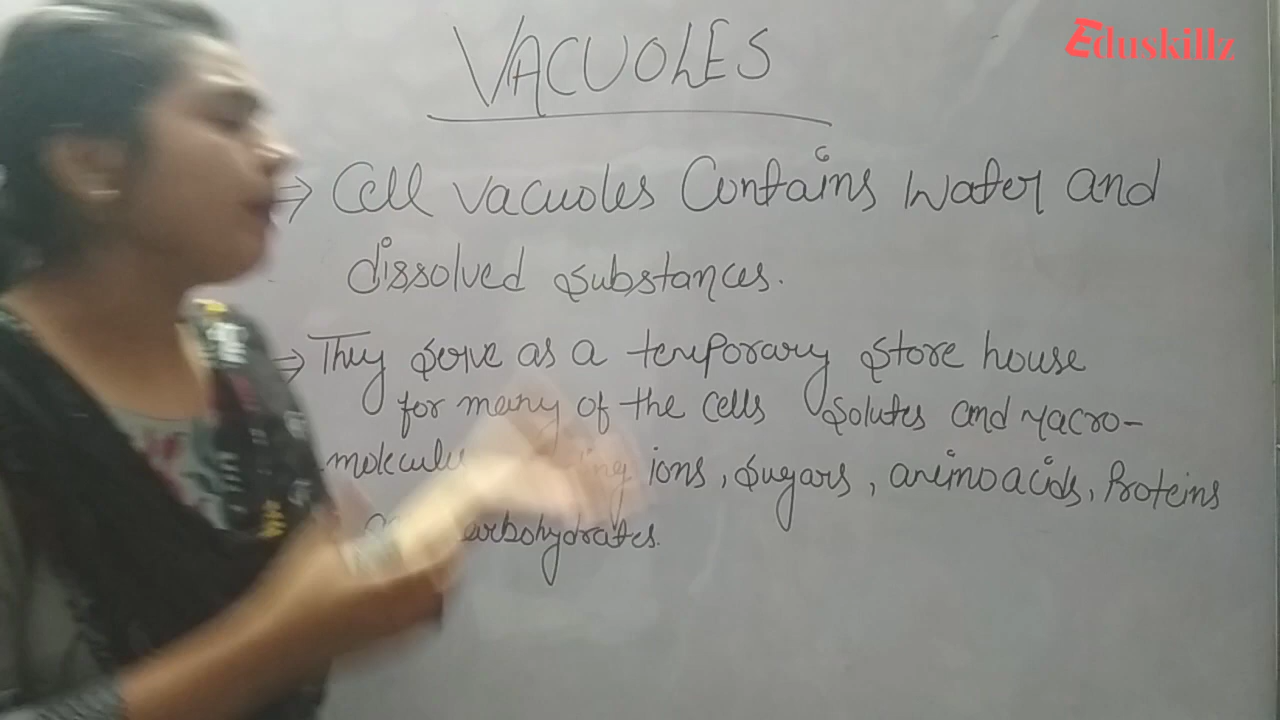 VACUOLES
Eduskillz
⇒ Cell vacuoles Contains water and
dissolved substances.
⇒ They serve as a temporary store house
for many of the cells solutes and macro-
molecule ions, sugars, aminoacids, Proteins
carbohydrates.